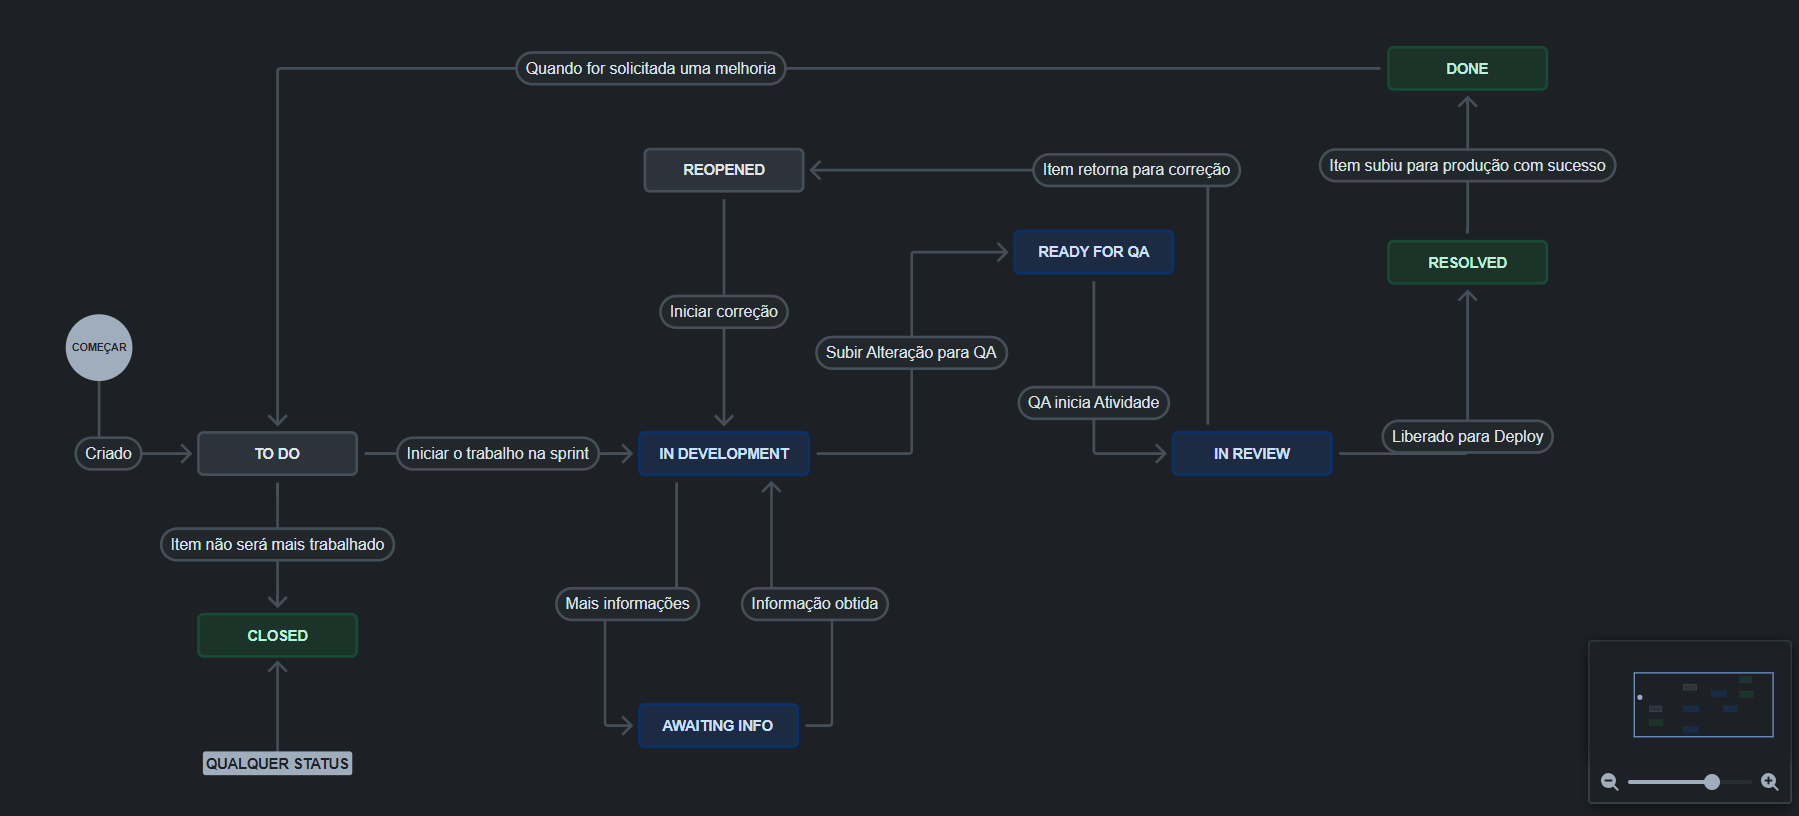 Quando for solicitada uma melhoria
DONE
REOPENED
Item retorna para correção
Item subiu para produção com sucesso
READY FOR QA
RESOLVED
Iniciar correção
COMEÇAR
Subir Alteração para QA
QA inicia Atividade
Criado
TO DO
Iniciar o trabalho na sprint
IN DEVELOPMENT
IN REVIEW
Liberado para Deploy
Item não será mais trabalhado
Mais informações
Informação obtida
CLOSED
AWAITING INFO
QUALQUER STATUS